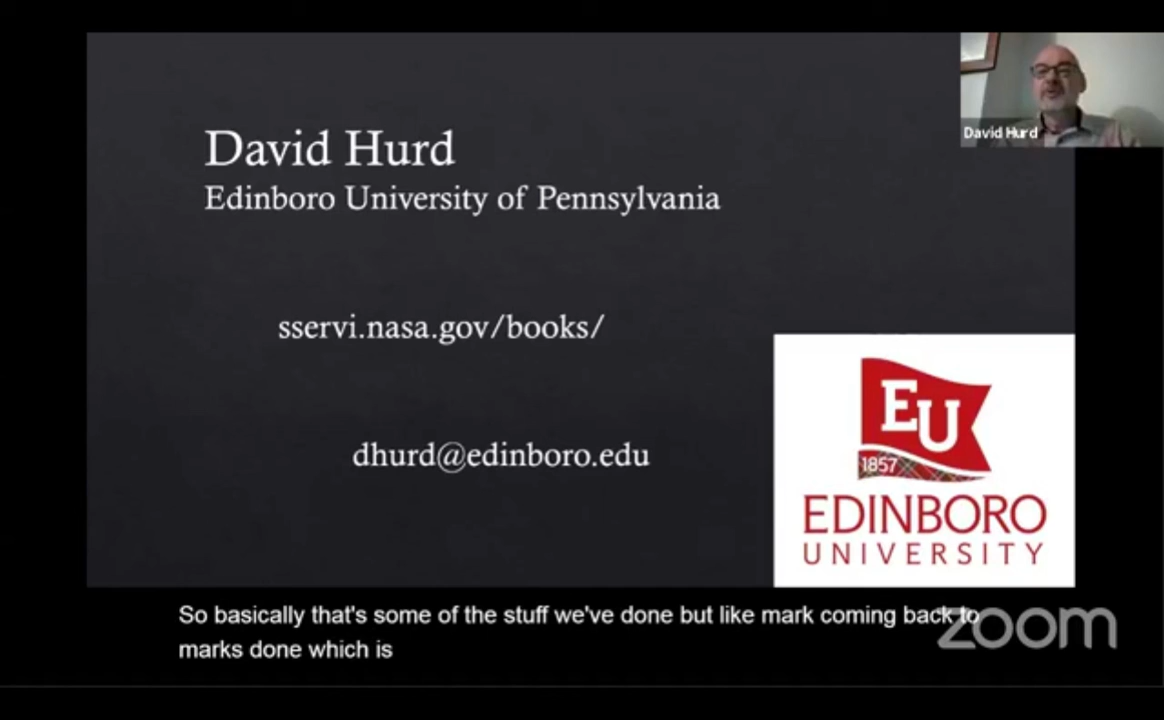 David Hurd
Edinboro University of Pennsylvania
David Hurd
sservi.nasa.gov/books/
dhurd@edinboro.edu
EU
1857
EDINBORO
UNIVERSITY
So basically that's some of the stuff we've done but like mark coming back to
marks done which is
zoom